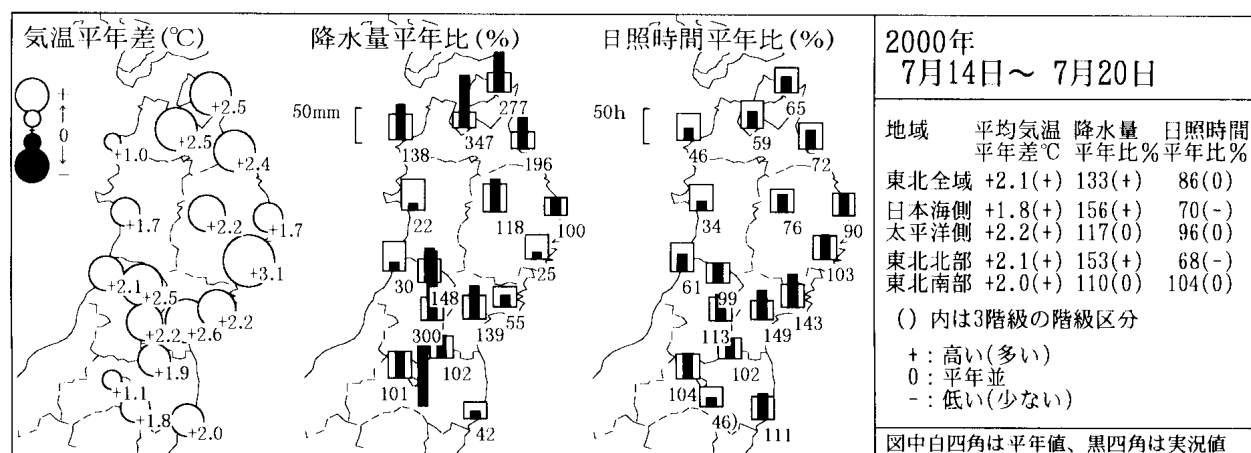 気温平年差(℃)
+
↑
0
↓
-
+2.5
+2.5
+1.0
+2.4
+1.7
+2.2
+1.7
+3.1
+2.1
+2.5
+2.2
+2.2
+2.6
+1.9
+1.1
+1.8
+2.0
降水量平年比(%)
50mm
277
347
138
196
22
118
100
25
30
148
55
300
139
102
101
42
日照時間平年比(%)
50h
65
59
46
72
34
76
90
103
61
99
143
113
149
102
104
46)
111
2000年
7月14日～ 7月20日
地域 平均気温 降水量 日照時間
平年差℃ 平年比% 平年比%
東北全域 +2.1(+) 133(+) 86(0)
日本海側 +1.8(+) 156(+) 70(-)
太平洋側 +2.2(+) 117(0) 96(0)
東北北部 +2.1(+) 153(+) 68(-)
東北南部 +2.0(+) 110(0) 104(0)
() 内は3階級の階級区分
+：高い(多い)
0：平年並
-：低い(少ない)
図中白四角は平年値、黒四角は実況値